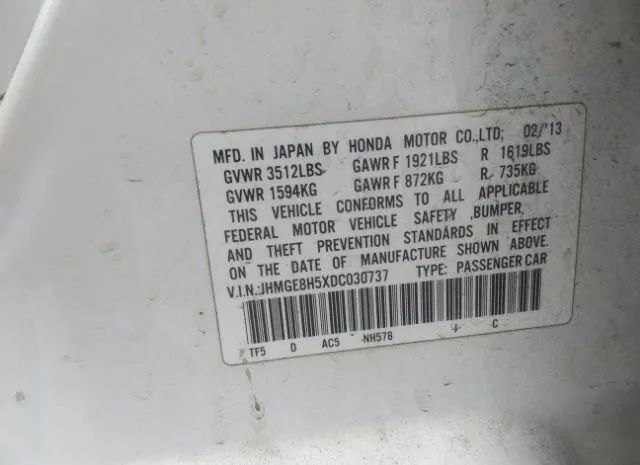 MFD. IN JAPAN BY HONDA MOTOR CO.,LTD; 02/'13
GVWR 3512LBS GAWR F 1921LBS R 1619LBS
GVWR 1594KG GAWR F 872KG R 735KG
THIS VEHICLE CONFORMS TO ALL APPLICABLE
FEDERAL MOTOR VEHICLE SAFETY ,BUMPER,
AND THEFT PREVENTION STANDARDS IN EFFECT
ON THE DATE OF MANUFACTURE SHOWN ABOVE.
V.I.N.:JHMGE8H5XDC030737 TYPE: PASSENGER CAR
TF5 D AC5 NH578 J C